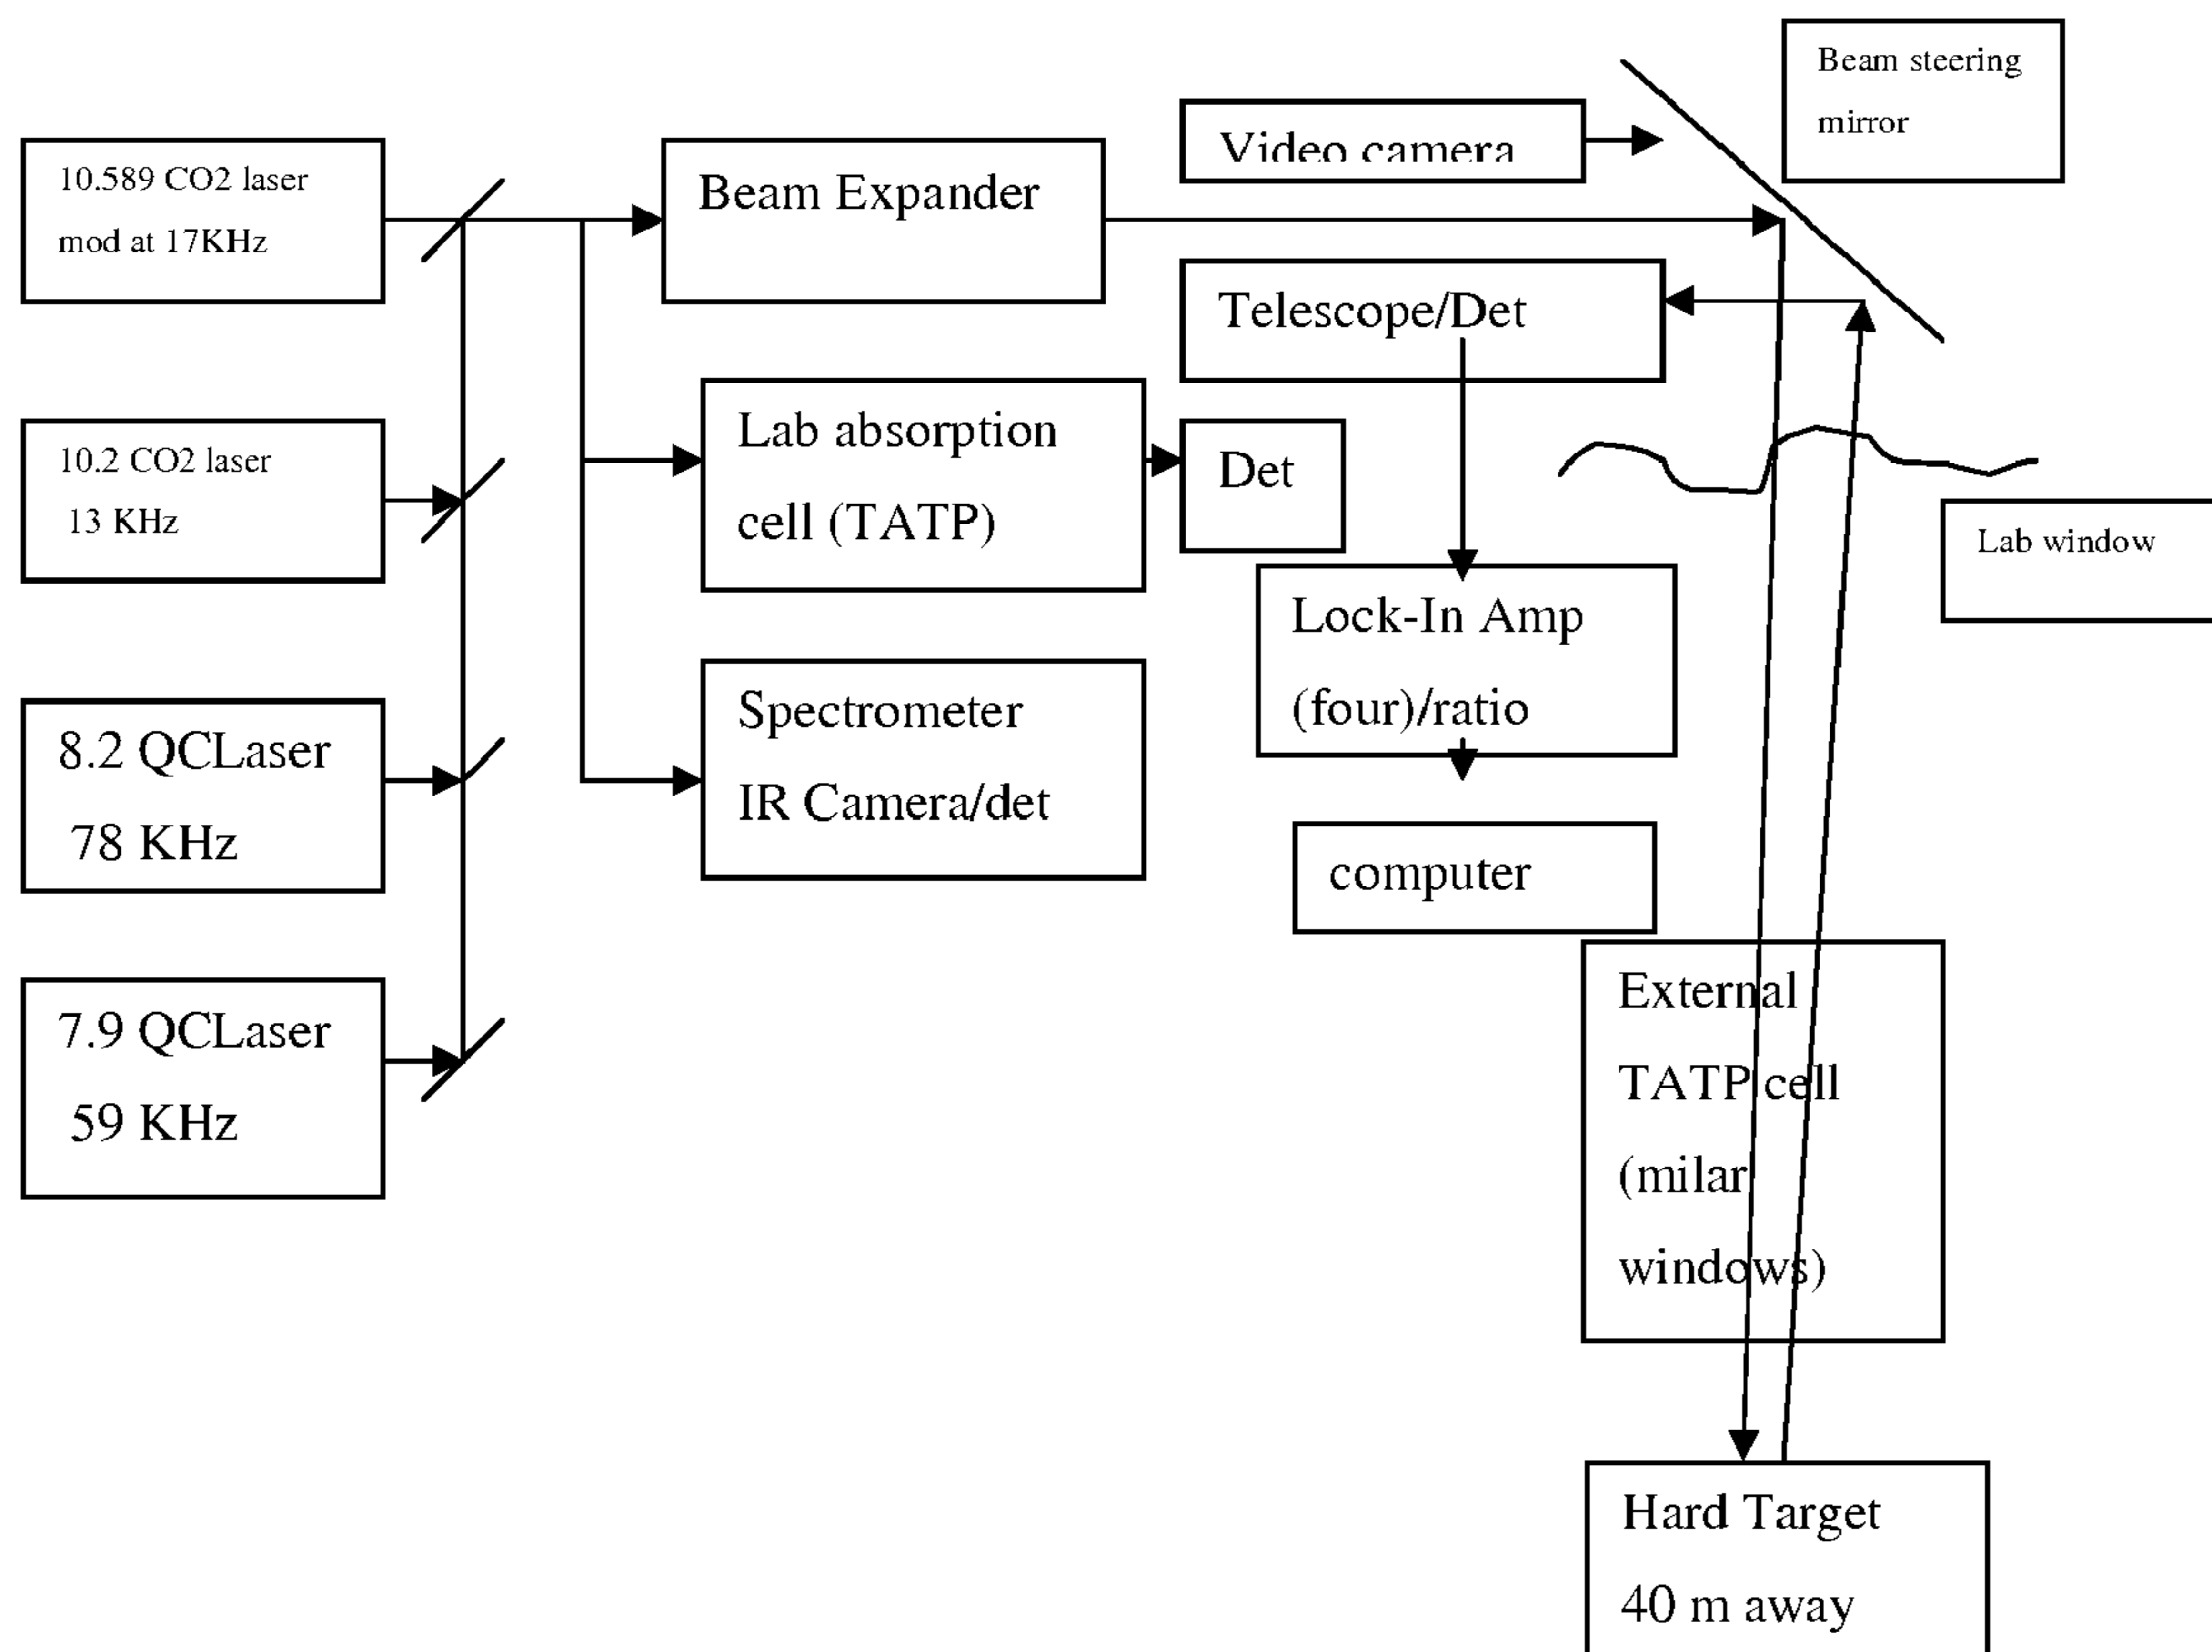 10.589 CO2 laser
mod at 17KHz
10.2 CO2 laser
13 KHz
8.2 QCLaser
78 KHz
7.9 QCLaser
59 KHz
Beam Expander
Lab absorption
cell (TATP)
Spectrometer
IR Camera/det
Video camera
Telescope/Det
Det
Lock-In Amp
(four)/ratio
computer
Beam steering
mirror
Lab window
External
TATP cell
(milar
windows)
Hard Target
40 m away